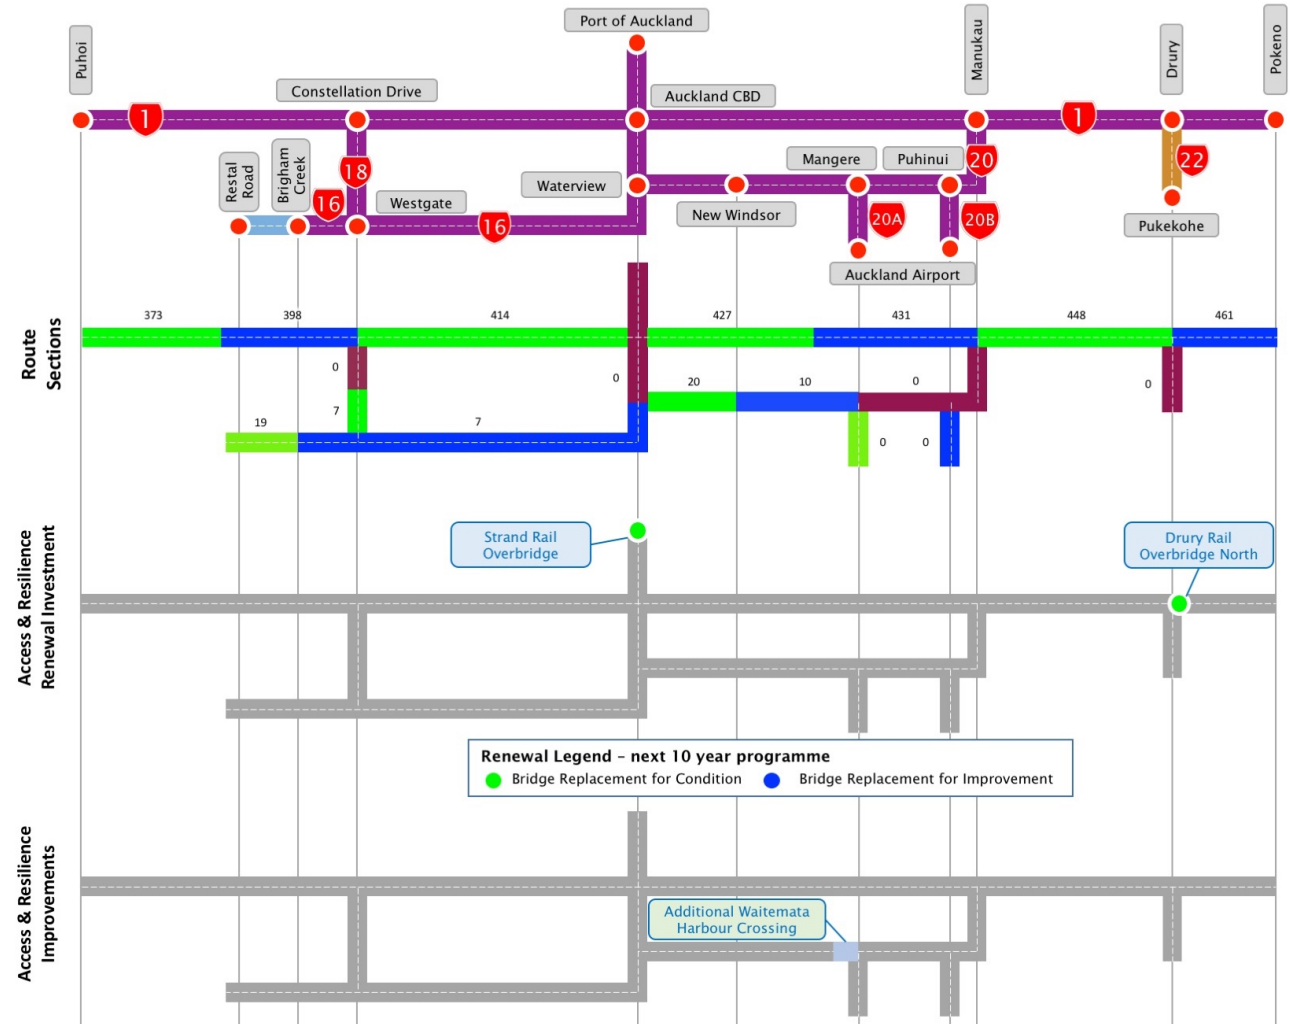 Port of Auckland
Puhoi
Manukau
Drury
Pokeno
Constellation Drive
Auckland CBD
1
1
Restal
Road
Brigham
Creek
18
16
Westgate
16
Waterview
New Windsor
Mangere
Puhinui
20
22
20A
20B
Pukekohe
Auckland Airport
Route
Sections
373
398
414
427
431
448
461
0
0
20
10
0
0
7
19
7
0
0
Access & Resilience
Renewal Investment
Strand Rail
Overbridge
Drury Rail
Overbridge North
Renewal Legend – next 10 year programme
Bridge Replacement for Condition
Bridge Replacement for Improvement
Access & Resilience
Improvements
Additional Waitemata
Harbour Crossing